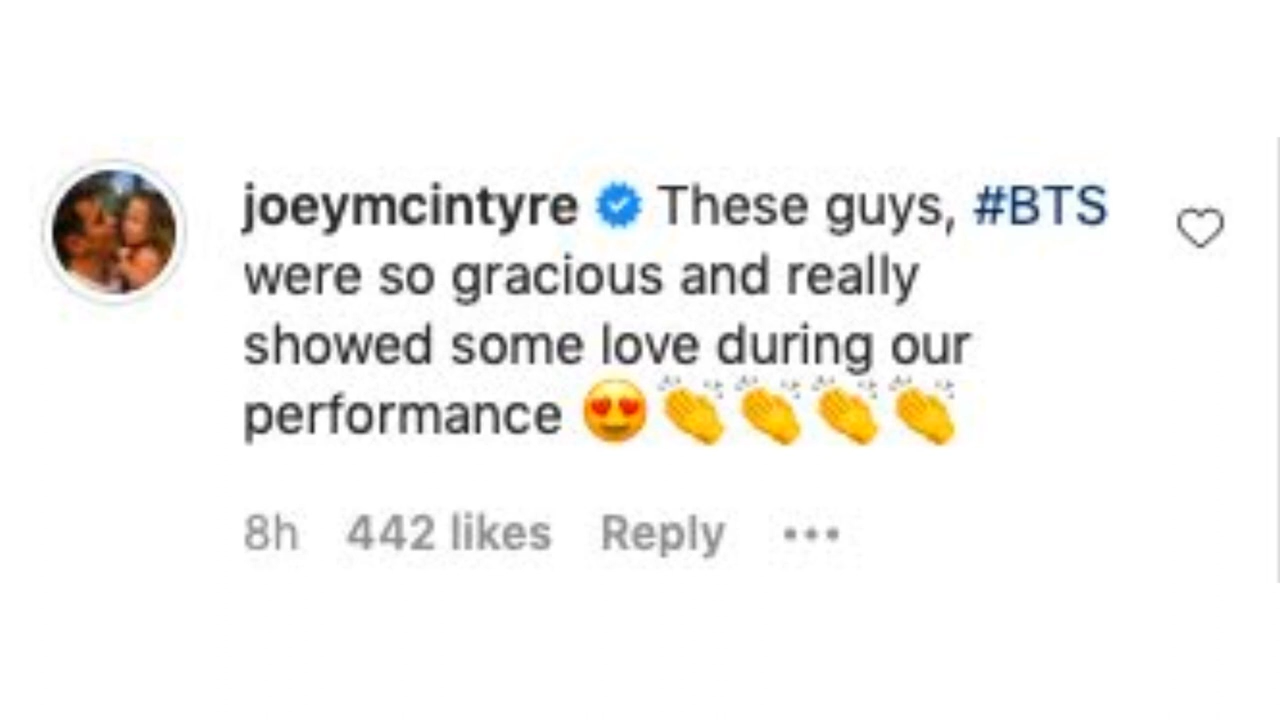 joeymcintyre These guys, #BTS
were so gracious and really
showed some love during our
performance 😍👏👏👏👏
8h 442 likes Reply ...